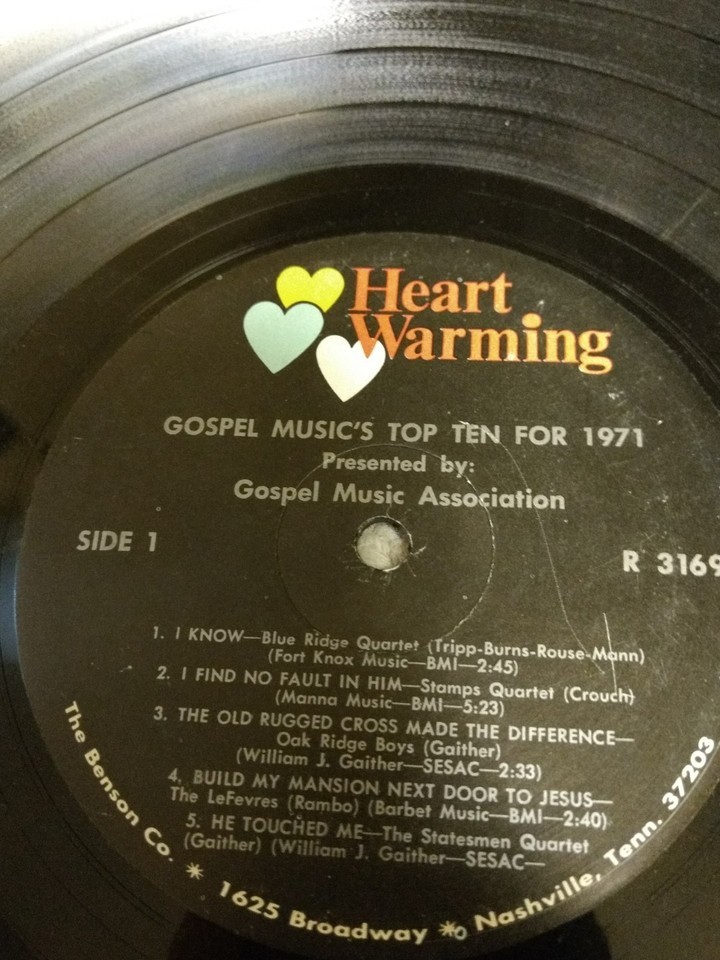 Heart
Warming
GOSPEL MUSIC'S TOP TEN FOR 1971
Presented by:
Gospel Music Association
SIDE 1
R 3169
1. I KNOW—Blue Ridge Quartet (Tripp-Burns-Rouse-Mann)
(Fort Knox Music—BMI—2:45)
2. I FIND NO FAULT IN HIM—Stamps Quartet (Crouch)
(Manna Music—BMI—5:23)
3. THE OLD RUGGED CROSS MADE THE DIFFERENCE—
Oak Ridge Boys (Gaither)
(William J. Gaither—SESAC—2:33)
4. BUILD MY MANSION NEXT DOOR TO JESUS—
The LeFevres (Rambo) (Barbet Music—BMI—2:40)
5. HE TOUCHED ME—The Statesmen Quartet
(Gaither) (William J. Gaither—SESAC—
The Benson Co. * 1625 Broadway * Nashville, Tenn. 37203